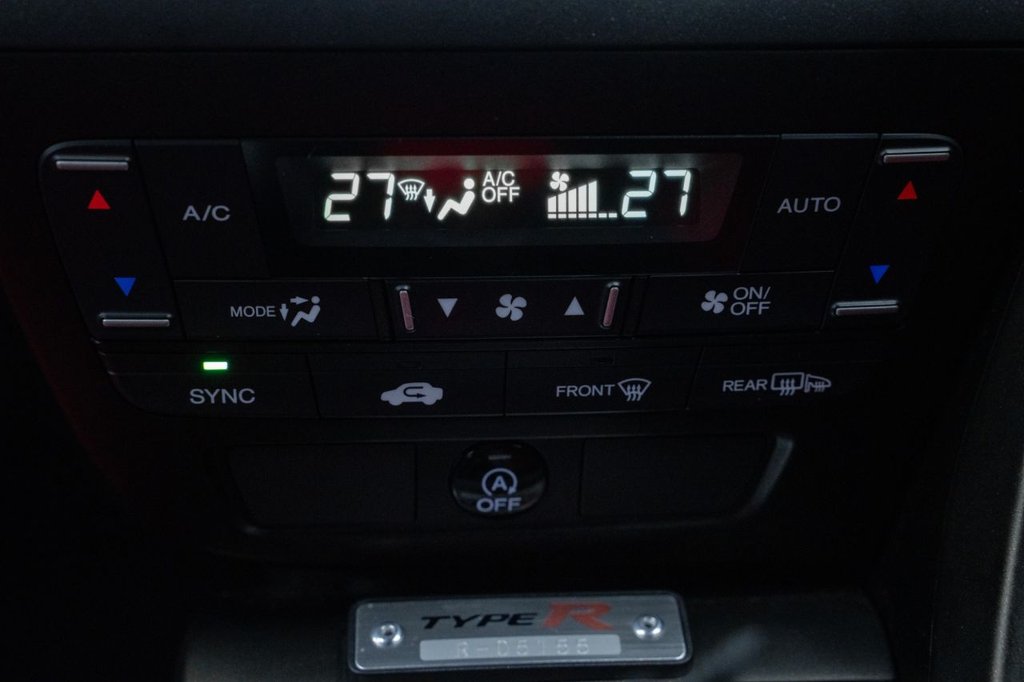 27 A/C OFF 27
A/C
AUTO
MODE
ON/
OFF
SYNC
FRONT
REAR
A
OFF
TYPE R